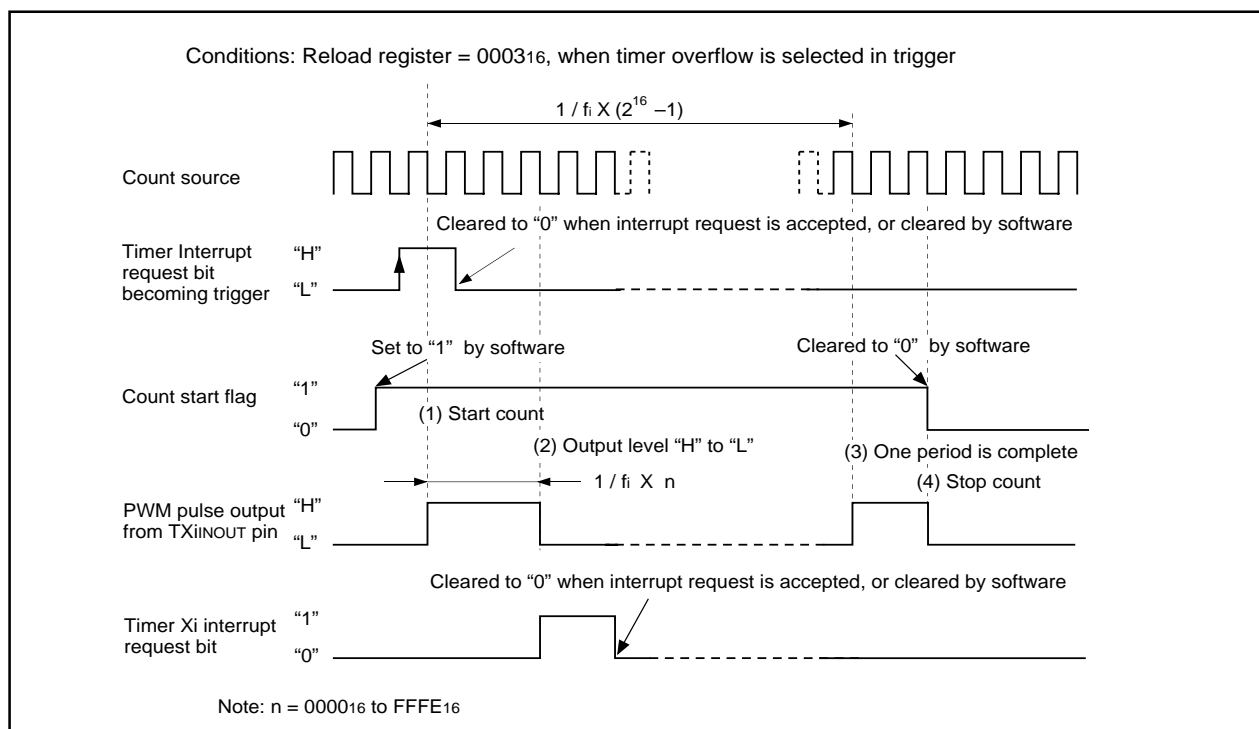 Conditions: Reload register = 000316, when timer overflow is selected in trigger
1 / fi X (2^16 –1)
Count source
Cleared to “0” when interrupt request is accepted, or cleared by software
Timer Interrupt
request bit
becoming trigger
“H”
“L”
Set to “1” by software
Cleared to “0” by software
Count start flag
“1”
“0”
(1) Start count
(2) Output level “H” to “L”
(3) One period is complete
(4) Stop count
1 / fi X n
PWM pulse output
from TXiINOUT pin
“H”
“L”
Cleared to “0” when interrupt request is accepted, or cleared by software
Timer Xi interrupt
request bit
“1”
“0”
Note: n = 000016 to FFFE16